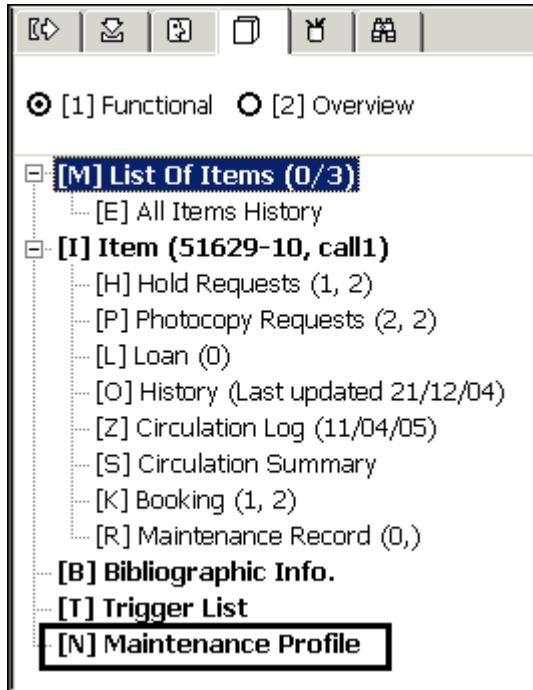 [1] Functional [2] Overview
[M] List Of Items (0/3)
[E] All Items History
[I] Item (51629-10, call1)
[H] Hold Requests (1, 2)
[P] Photocopy Requests (2, 2)
[L] Loan (0)
[O] History (Last updated 21/12/04)
[Z] Circulation Log (11/04/05)
[S] Circulation Summary
[K] Booking (1, 2)
[R] Maintenance Record (0,)
[B] Bibliographic Info.
[T] Trigger List
[N] Maintenance Profile